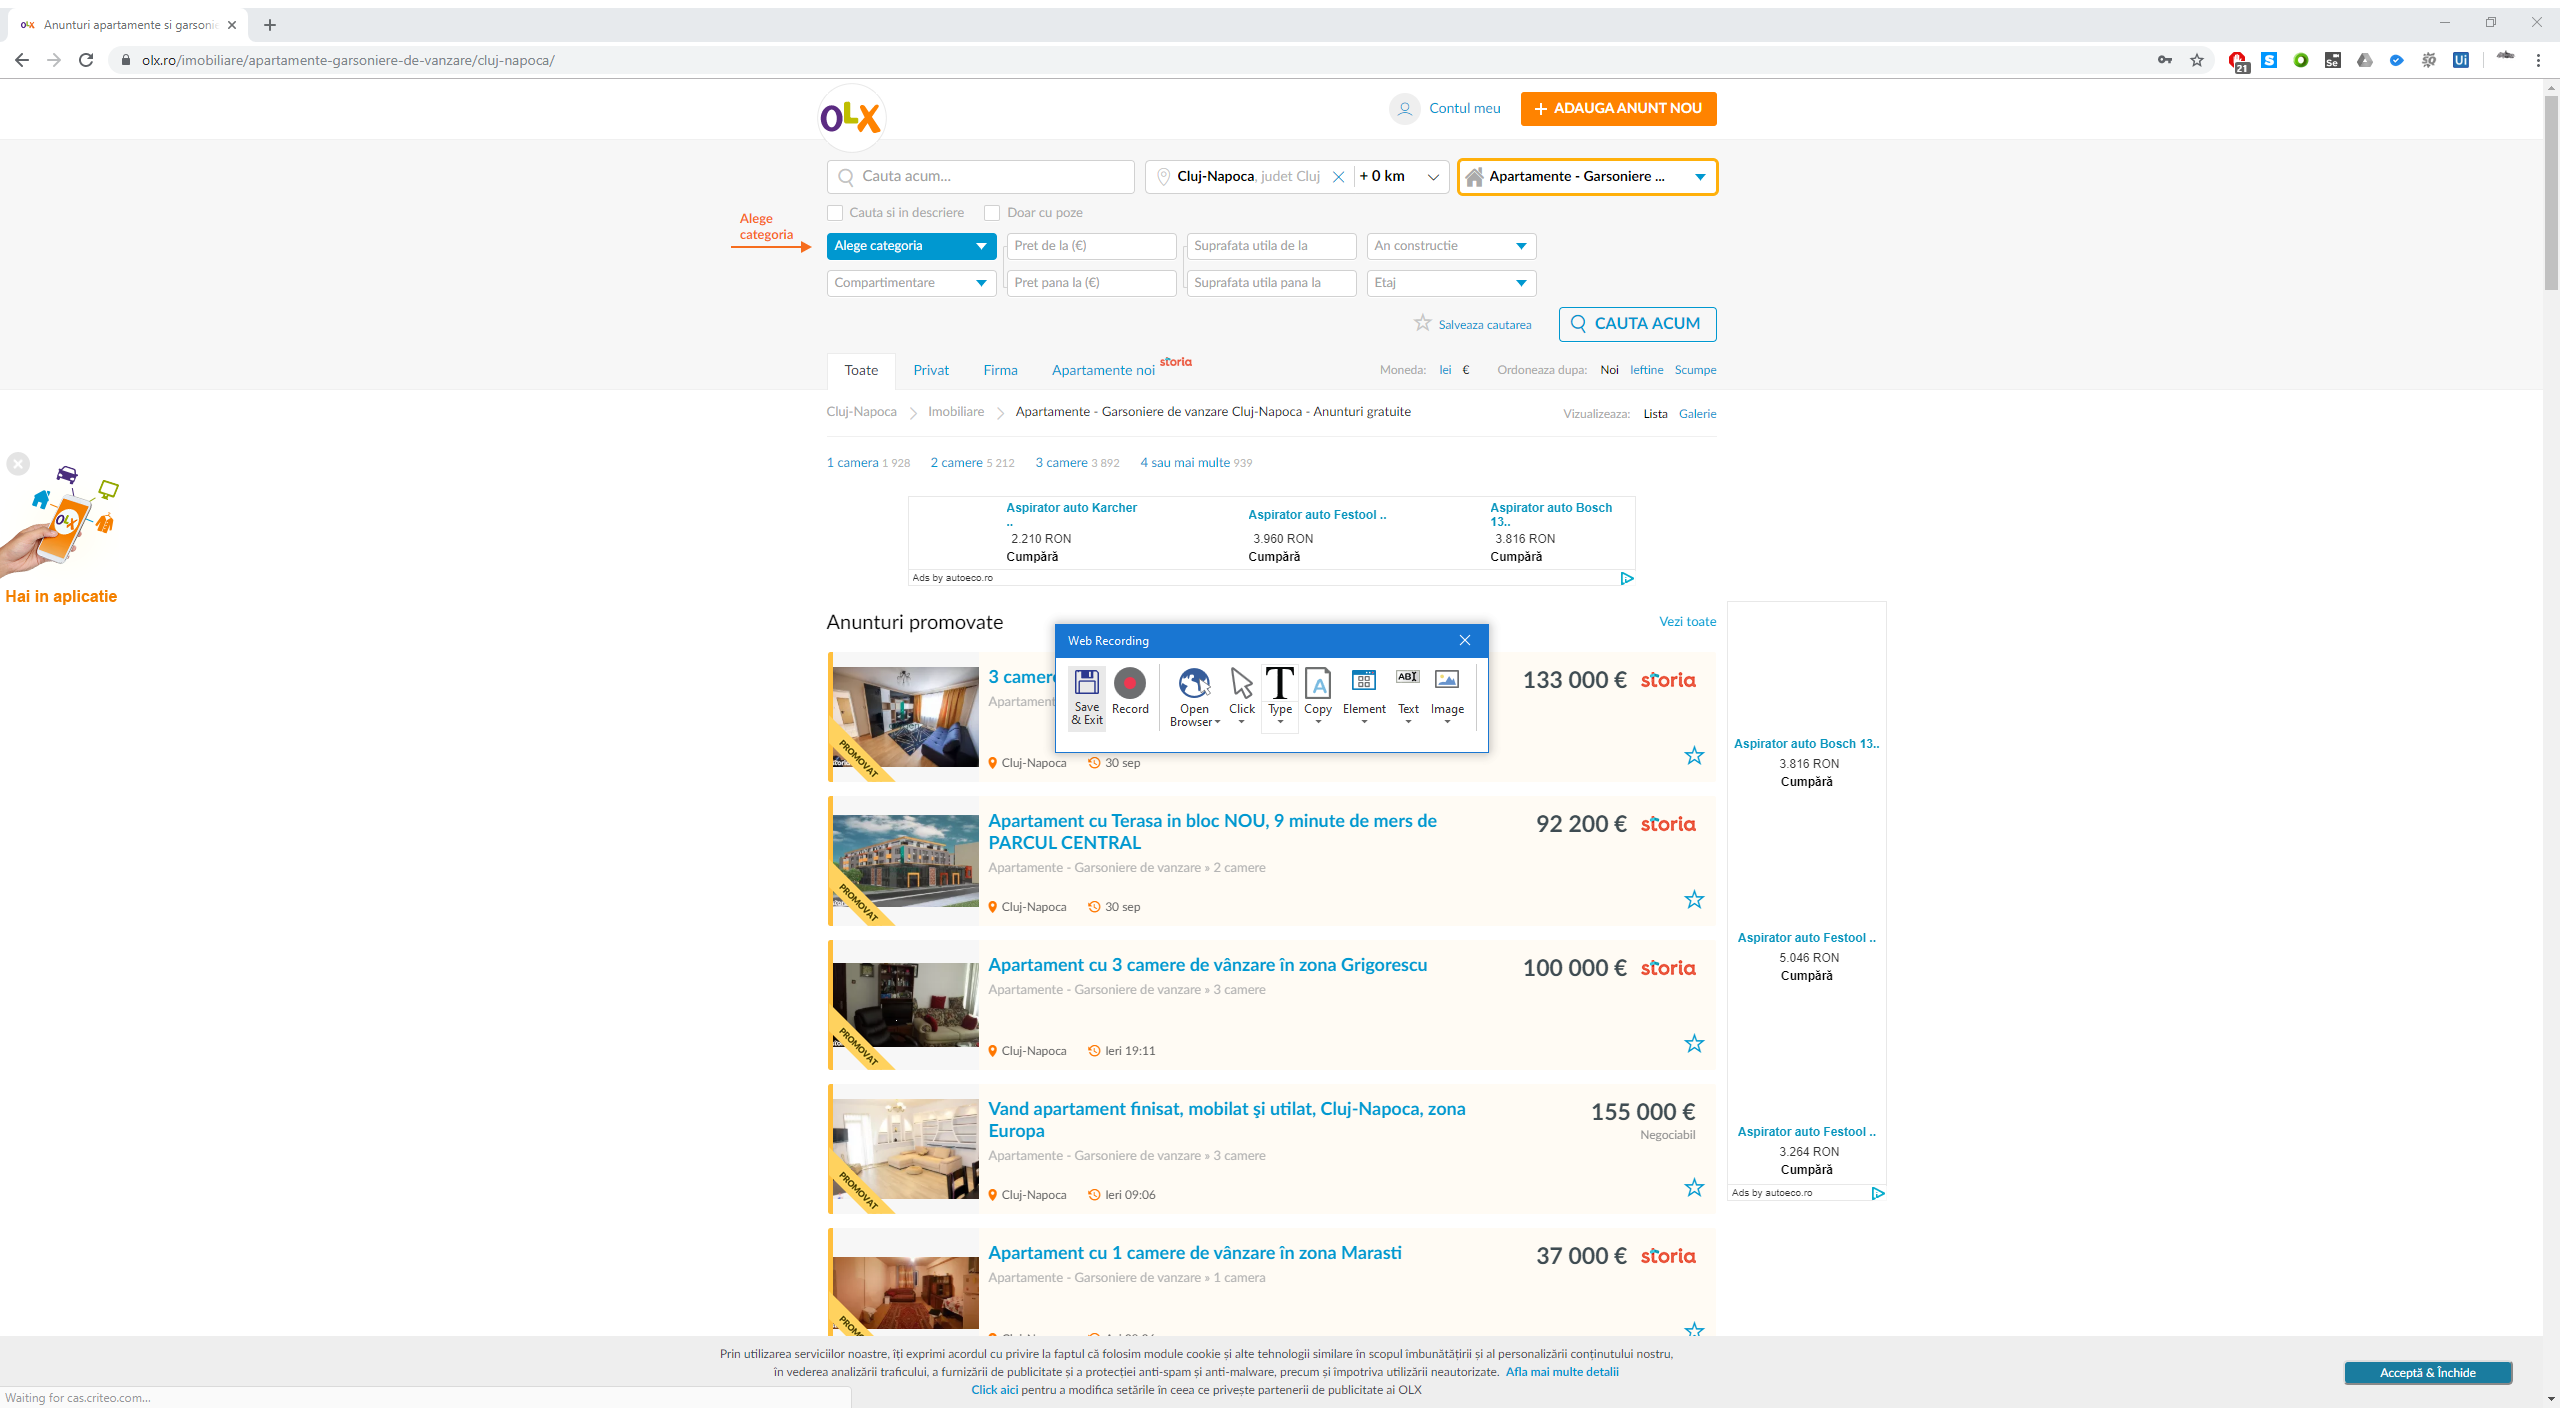 OLX Anunturi apartamente si garsonie
olx.ro/imobiliare/apartamente-garsoniere-de-vanzare/cluj-napoca/
21
Se
Ui
OLX
Contul meu
+ ADAUGA ANUNT NOU
Cauta acum...
Cluj-Napoca, judet Cluj
+ 0 km
Apartamente - Garsoniere ...
Cauta si in descriere
Doar cu poze
Alege
categoria
Alege categoria
Pret de la (€)
Suprafata utila de la
An constructie
Compartimentare
Pret pana la (€)
Suprafata utila pana la
Etaj
Salveaza cautarea
CAUTA ACUM
Toate
Privat
Firma
Apartamente noi
storia
Moneda: lei €
Ordoneaza dupa: Noi Ieftine Scumpe
Cluj-Napoca
Imobiliare
Apartamente - Garsoniere de vanzare Cluj-Napoca - Anunturi gratuite
Vizualizeaza: Lista Galerie
1 camera 1 928
2 camere 5 212
3 camere 3 892
4 sau mai multe 939
OLX
Hai in aplicatie
Aspirator auto Karcher
..
2.210 RON
Cumpără
Aspirator auto Festool ..
3.960 RON
Cumpără
Aspirator auto Bosch
13..
3.816 RON
Cumpără
Ads by autoeco.ro
Anunturi promovate
Vezi toate
Web Recording
Save
& Exit
Record
Open
Browser
Click
Type
Copy
Element
Text
Image
3 camere
Apartament
133 000 € storia
PROMOVAT
Cluj-Napoca
30 sep
Apartament cu Terasa in bloc NOU, 9 minute de mers de
PARCUL CENTRAL
92 200 € storia
Apartamente - Garsoniere de vanzare » 2 camere
PROMOVAT
Cluj-Napoca
30 sep
Apartament cu 3 camere de vânzare în zona Grigorescu
100 000 € storia
Apartamente - Garsoniere de vanzare » 3 camere
PROMOVAT
Cluj-Napoca
Ieri 19:11
Vand apartament finisat, mobilat şi utilat, Cluj-Napoca, zona
Europa
155 000 €
Negociabil
Apartamente - Garsoniere de vanzare » 3 camere
PROMOVAT
Cluj-Napoca
Ieri 09:06
Apartament cu 1 camere de vânzare în zona Marasti
37 000 € storia
Apartamente - Garsoniere de vanzare » 1 camera
Aspirator auto Bosch 13..
3.816 RON
Cumpără
Aspirator auto Festool ..
5.046 RON
Cumpără
Aspirator auto Festool ..
3.264 RON
Cumpără
Ads by autoeco.ro
Prin utilizarea serviciilor noastre, îți exprimi acordul cu privire la faptul că folosim module cookie și alte tehnologii similare în scopul îmbunătățirii și al personalizării conținutului nostru,
în vederea analizării traficului, a furnizării de publicitate și a protecției anti-spam și anti-malware, precum și împotriva utilizării neautorizate. Afla mai multe detalii
Click aici pentru a modifica setările în ceea ce privește partenerii de publicitate ai OLX
Acceptă & Închide
Waiting for cas.criteo.com...